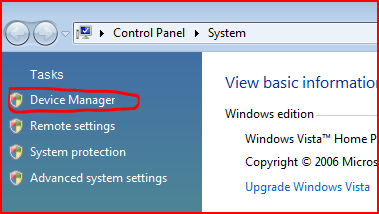 Control Panel ▸ System ▸
Tasks
Device Manager
Remote settings
System protection
Advanced system settings
View basic information
Windows edition
Windows Vista™ Home P
Copyright © 2006 Micros
Upgrade Windows Vista